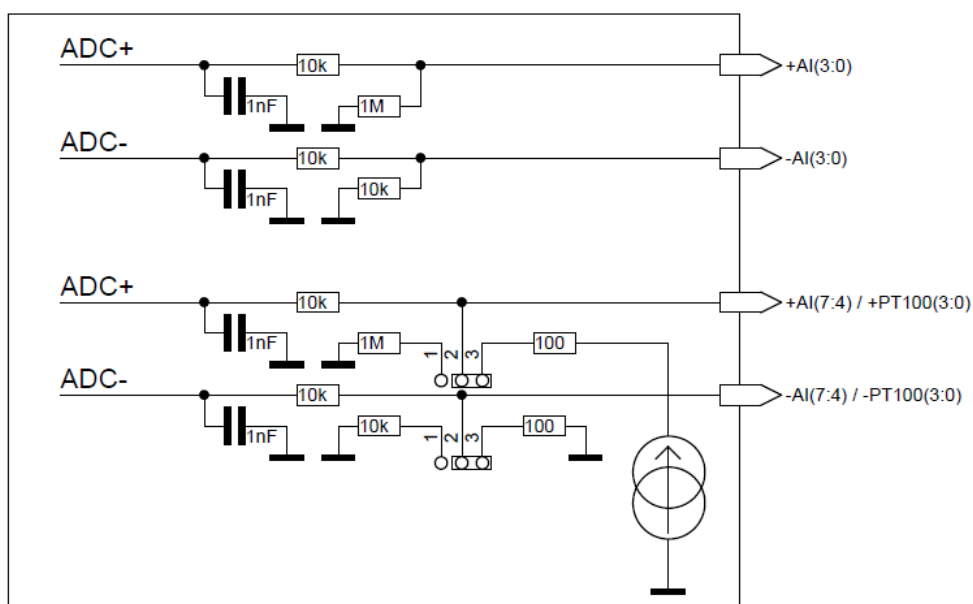 ADC+
10k
+AI(3:0)
1nF
1M
ADC-
10k
-AI(3:0)
1nF
10k
ADC+
10k
+AI(7:4) / +PT100(3:0)
1nF
1M
1
2
3
100
ADC-
10k
-AI(7:4) / -PT100(3:0)
1nF
10k
1
2
3
100